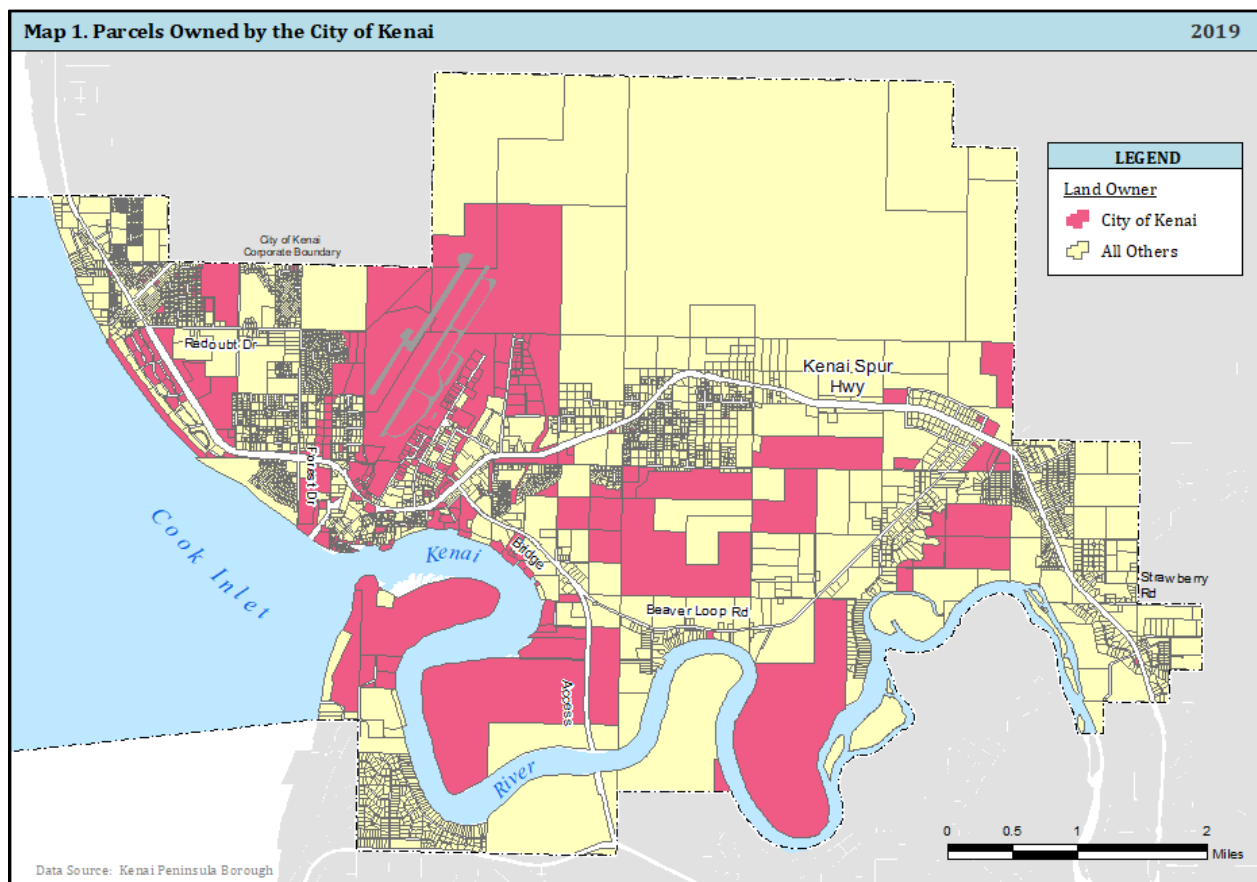 Map 1. Parcels Owned by the City of Kenai
2019
LEGEND
Land Owner
City of Kenai
All Others
City of Kenai
Corporate Boundary
Redoubt Dr
Kenai Spur
Hwy
Forest Dr
Cook Inlet
Kenai
Bridge
Beaver Loop Rd
Strawberry
Rd
Access
River
0 0.5 1 2
Miles
Data Source: Kenai Peninsula Borough